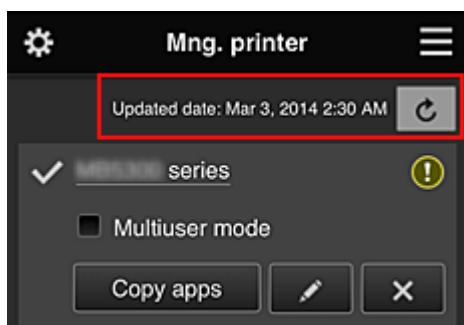 Mng. printer
Updated date: Mar 3, 2014 2:30 AM
series
Multiuser mode
Copy apps